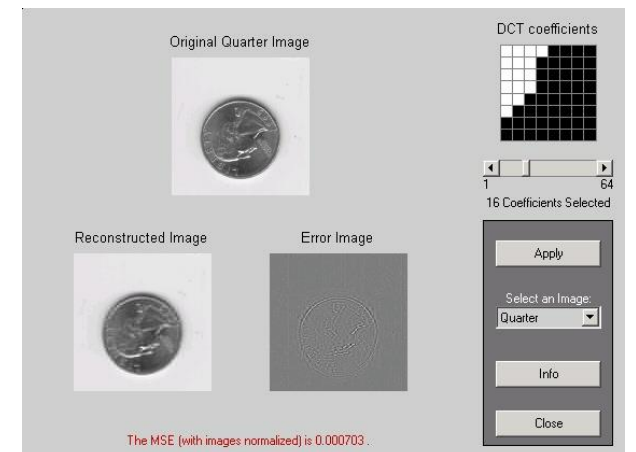 DCT coefficients
Original Quarter Image
1 64
16 Coefficients Selected
Reconstructed Image Error Image
Apply
Select an Image:
Quarter
Info
Close
The MSE (with images normalized) is 0.000703 .